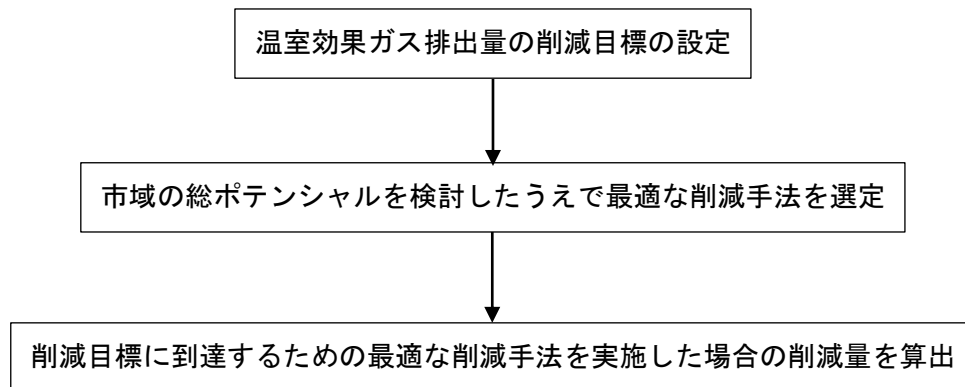 温室効果ガス排出量の削減目標の設定
市域の総ポテンシャルを検討したうえで最適な削減手法を選定
削減目標に到達するための最適な削減手法を実施した場合の削減量を算出